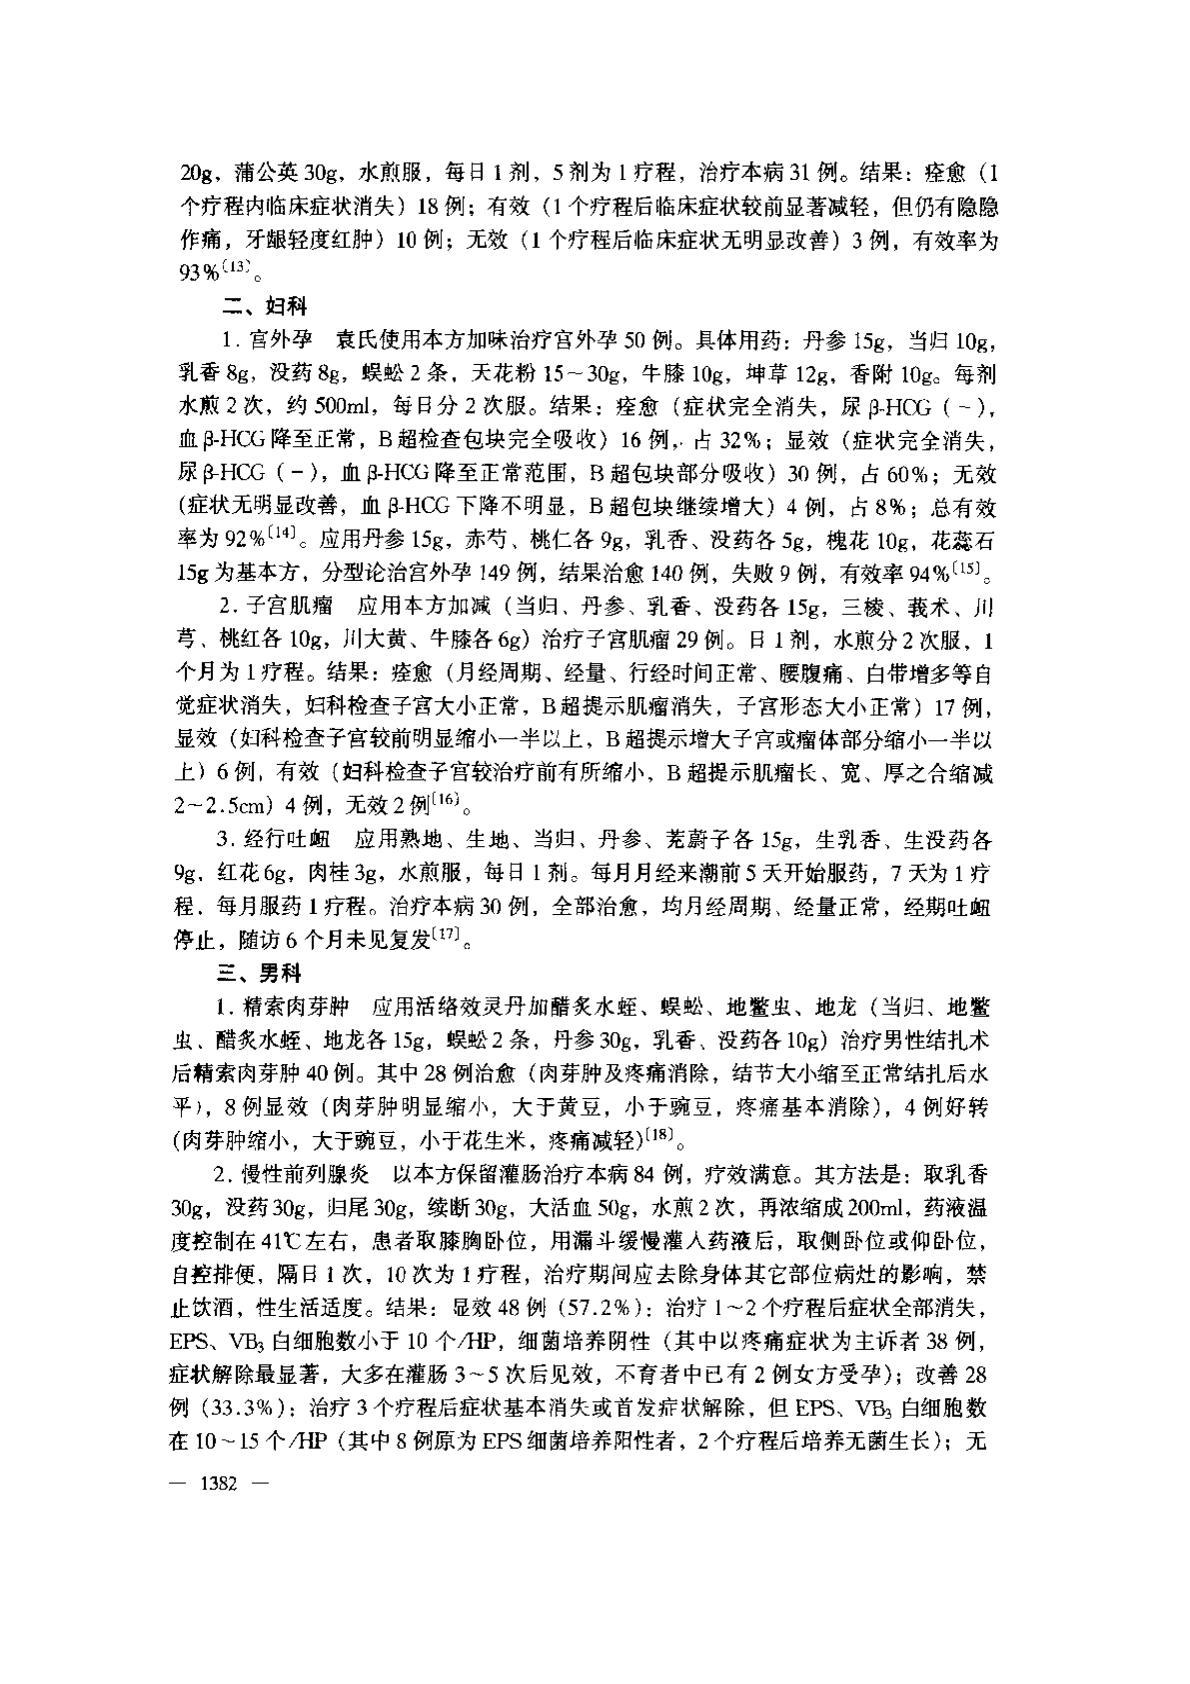 20g，蒲公英 30g，水煎服，每日 1 剂，5 剂为 1 疗程，治疗本病 31 例。结果：痊愈（1
个疗程内临床症状消失）18 例；有效（1 个疗程后临床症状较前显著减轻，但仍有隐隐
作痛，牙龈轻度红肿）10 例；无效（1 个疗程后临床症状无明显改善）3 例，有效率为
93%〔13〕。
二、妇科
1. 宫外孕　袁氏使用本方加味治疗宫外孕 50 例。具体用药：丹参 15g，当归 10g，
乳香 8g，没药 8g，蜈蚣 2 条，天花粉 15～30g，牛膝 10g，坤草 12g，香附 10g。每剂
水煎 2 次，约 500ml，每日分 2 次服。结果：痊愈（症状完全消失，尿 β-HCG（-），
血 β-HCG 降至正常，B 超检查包块完全吸收）16 例，占 32%；显效（症状完全消失，
尿 β-HCG（-），血 β-HCG 降至正常范围，B 超包块部分吸收）30 例，占 60%；无效
(症状无明显改善，血 β-HCG 下降不明显，B 超包块继续增大）4 例，占 8%；总有效
率为 92%〔14〕。应用丹参 15g，赤芍、桃仁各 9g，乳香、没药各 5g，槐花 10g，花蕊石
15g 为基本方，分型论治宫外孕 149 例，结果治愈 140 例，失败 9 例，有效率 94%〔15〕。
2. 子宫肌瘤　应用本方加减（当归、丹参、乳香、没药各 15g，三棱、莪术、川
芎、桃红各 10g，川大黄、牛膝各 6g）治疗子宫肌瘤 29 例。日 1 剂，水煎分 2 次服，1
个月为 1 疗程。结果：痊愈（月经周期、经量、行经时间正常、腰腹痛、白带增多等自
觉症状消失，妇科检查子宫大小正常，B 超提示肌瘤消失，子宫形态大小正常）17 例，
显效（妇科检查子宫较前明显缩小一半以上，B 超提示增大子宫或瘤体部分缩小一半以
上）6 例，有效（妇科检查子宫较治疗前有所缩小，B 超提示肌瘤长、宽、厚之合缩减
2~2.5cm）4 例，无效 2 例〔16〕。
3. 经行吐衄　应用熟地、生地、当归、丹参、茺蔚子各 15g，生乳香、生没药各
9g，红花 6g，肉桂 3g，水煎服，每日 1 剂。每月月经来潮前 5 天开始服药，7 天为 1 疗
程，每月服药 1 疗程。治疗本病 30 例，全部治愈，均月经周期、经量正常，经期吐衄
停止，随访 6 个月未见复发〔17〕。
三、男科
1. 精索肉芽肿　应用活络效灵丹加醋炙水蛭、蜈蚣、地鳖虫、地龙（当归、地鳖
虫、醋炙水蛭、地龙各 15g，蜈蚣 2 条，丹参 30g，乳香、没药各 10g）治疗男性结扎术
后精索肉芽肿 40 例。其中 28 例治愈（肉芽肿及疼痛消除，结节大小缩至正常结扎后水
平），8 例显效（肉芽肿明显缩小，大于黄豆，小于豌豆，疼痛基本消除），4 例好转
(肉芽肿缩小，大于豌豆，小于花生米，疼痛减轻)〔18〕。
2. 慢性前列腺炎　以本方保留灌肠治疗本病 84 例，疗效满意。其方法是：取乳香
30g，没药 30g，归尾 30g，续断 30g，大活血 50g，水煎 2 次，再浓缩成 200ml，药液温
度控制在 41℃左右，患者取膝胸卧位，用漏斗缓慢灌入药液后，取侧卧位或仰卧位，
自控排便，隔日 1 次，10 次为 1 疗程，治疗期间应去除身体其它部位病灶的影响，禁
止饮酒，性生活适度。结果：显效 48 例（57.2%）：治疗 1～2 个疗程后症状全部消失，
EPS、VB₃ 白细胞数小于 10 个/HP，细菌培养阴性（其中以疼痛症状为主诉者 38 例，
症状解除最显著，大多在灌肠 3~5 次后见效，不育者中已有 2 例女方受孕）；改善 28
例（33.3%）：治疗 3 个疗程后症状基本消失或首发症状解除，但 EPS、VB₃ 白细胞数
在 10～15 个/HP（其中 8 例原为 EPS 细菌培养阳性者，2 个疗程后培养无菌生长）；无
— 1382 —